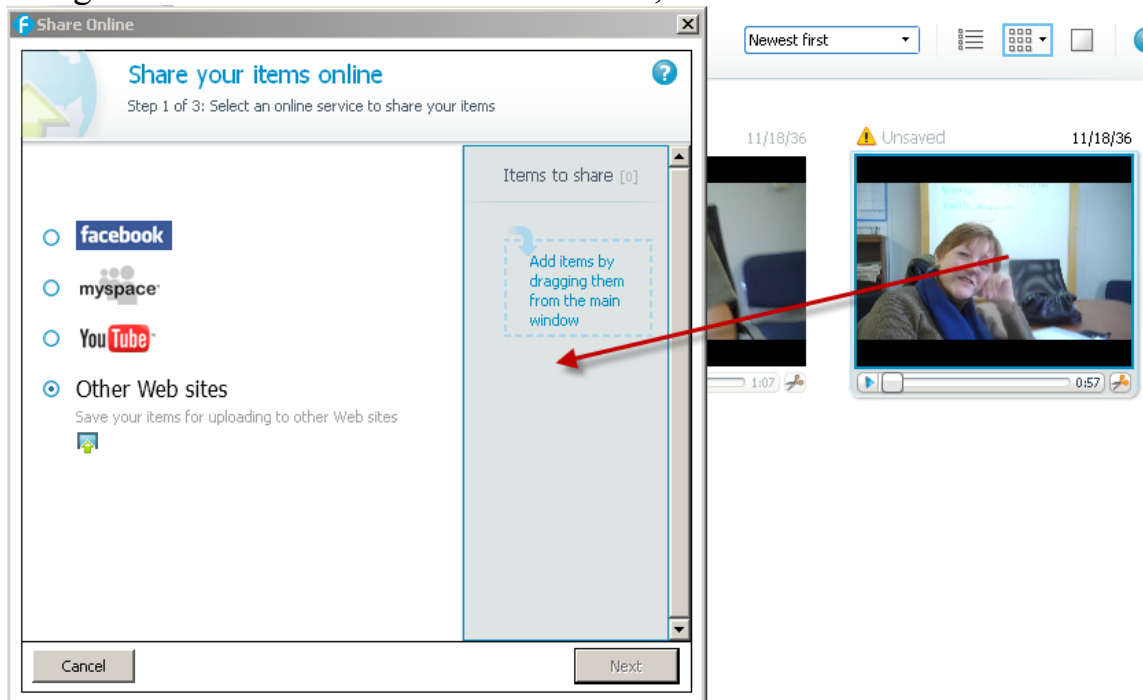 Share Online
Share your items online
Step 1 of 3: Select an online service to share your items
Items to share [0]
Add items by
dragging them
from the main
window
facebook
myspace
You Tube
Other Web sites
Save your items for uploading to other Web sites
Cancel
Next
Newest first
11/18/36
Unsaved
11/18/36
1:07
0:57